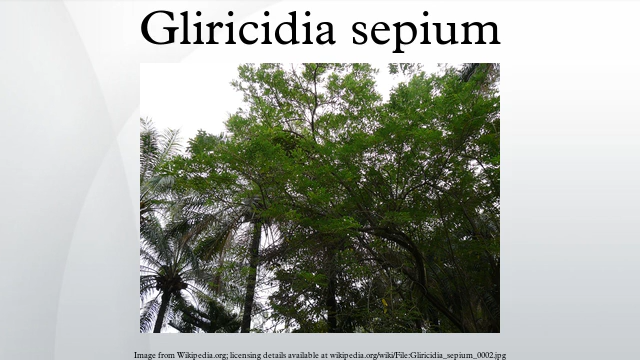 Gliricidia sepium
Image from Wikipedia.org; licensing details available at wikipedia.org/wiki/File:Gliricidia_sepium_0002.jpg